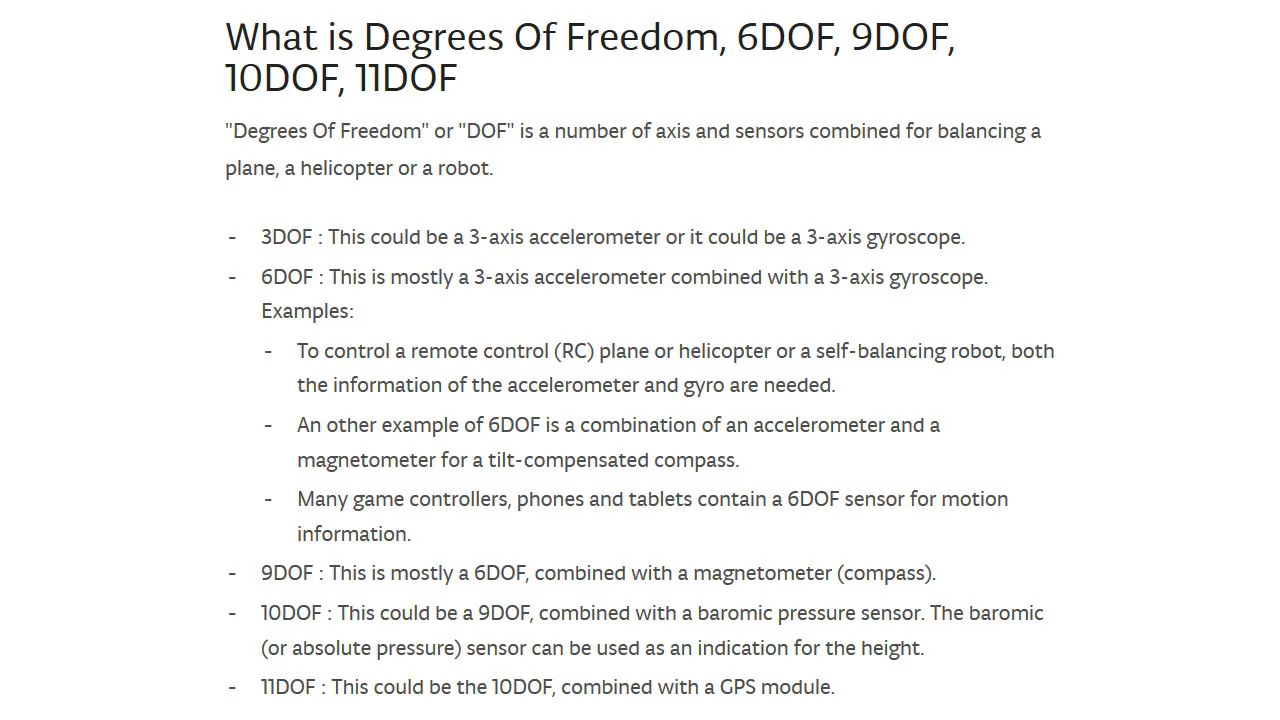 What is Degrees Of Freedom, 6DOF, 9DOF,
10DOF, 11DOF
"Degrees Of Freedom" or "DOF" is a number of axis and sensors combined for balancing a
plane, a helicopter or a robot.
- 3DOF : This could be a 3-axis accelerometer or it could be a 3-axis gyroscope.
- 6DOF : This is mostly a 3-axis accelerometer combined with a 3-axis gyroscope.
Examples:
- To control a remote control (RC) plane or helicopter or a self-balancing robot, both
the information of the accelerometer and gyro are needed.
- An other example of 6DOF is a combination of an accelerometer and a
magnetometer for a tilt-compensated compass.
- Many game controllers, phones and tablets contain a 6DOF sensor for motion
information.
- 9DOF : This is mostly a 6DOF, combined with a magnetometer (compass).
- 10DOF : This could be a 9DOF, combined with a baromic pressure sensor. The baromic
(or absolute pressure) sensor can be used as an indication for the height.
- 11DOF : This could be the 10DOF, combined with a GPS module.